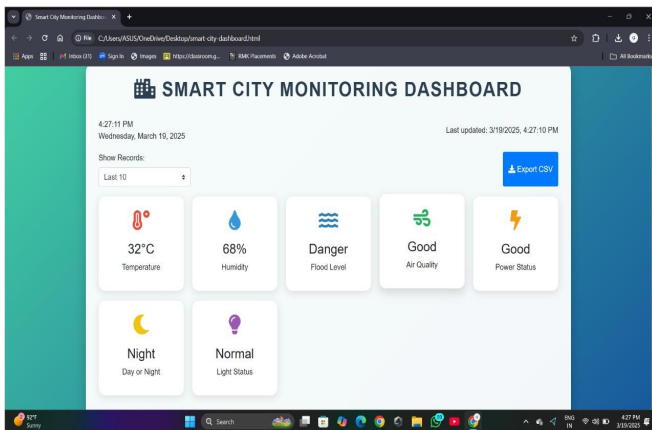 Smart City Monitoring Dashboard
File C:/Users/ASUS/OneDrive/Desktop/smart-city-dashboard.html
Apps Inbox (31) Sign In Images https://classroom.g... RMK Placements Adobe Acrobat All Bookmarks
SMART CITY MONITORING DASHBOARD
4:27:11 PM
Wednesday, March 19, 2025
Last updated: 3/19/2025, 4:27:10 PM
Show Records:
Last 10
Export CSV
32°C
Temperature
68%
Humidity
Danger
Flood Level
Good
Air Quality
Good
Power Status
Night
Day or Night
Normal
Light Status
92°F
Sunny
Search
ENG
IN
4:27 PM
3/19/2025